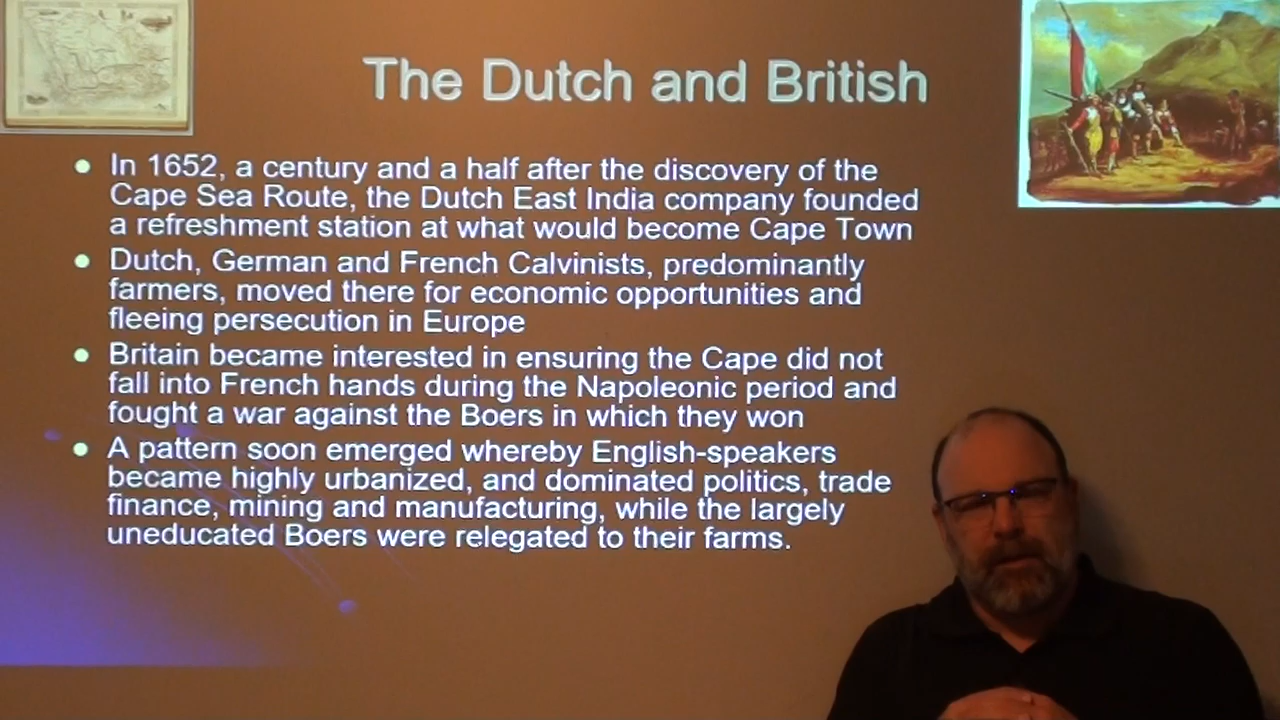 The Dutch and British
In 1652, a century and a half after the discovery of the
Cape Sea Route, the Dutch East India company founded
a refreshment station at what would become Cape Town
Dutch, German and French Calvinists, predominantly
farmers, moved there for economic opportunities and
fleeing persecution in Europe
Britain became interested in ensuring the Cape did not
fall into French hands during the Napoleonic period and
fought a war against the Boers in which they won
A pattern soon emerged whereby English-speakers
became highly urbanized, and dominated politics, trade
finance, mining and manufacturing, while the largely
uneducated Boers were relegated to their farms.